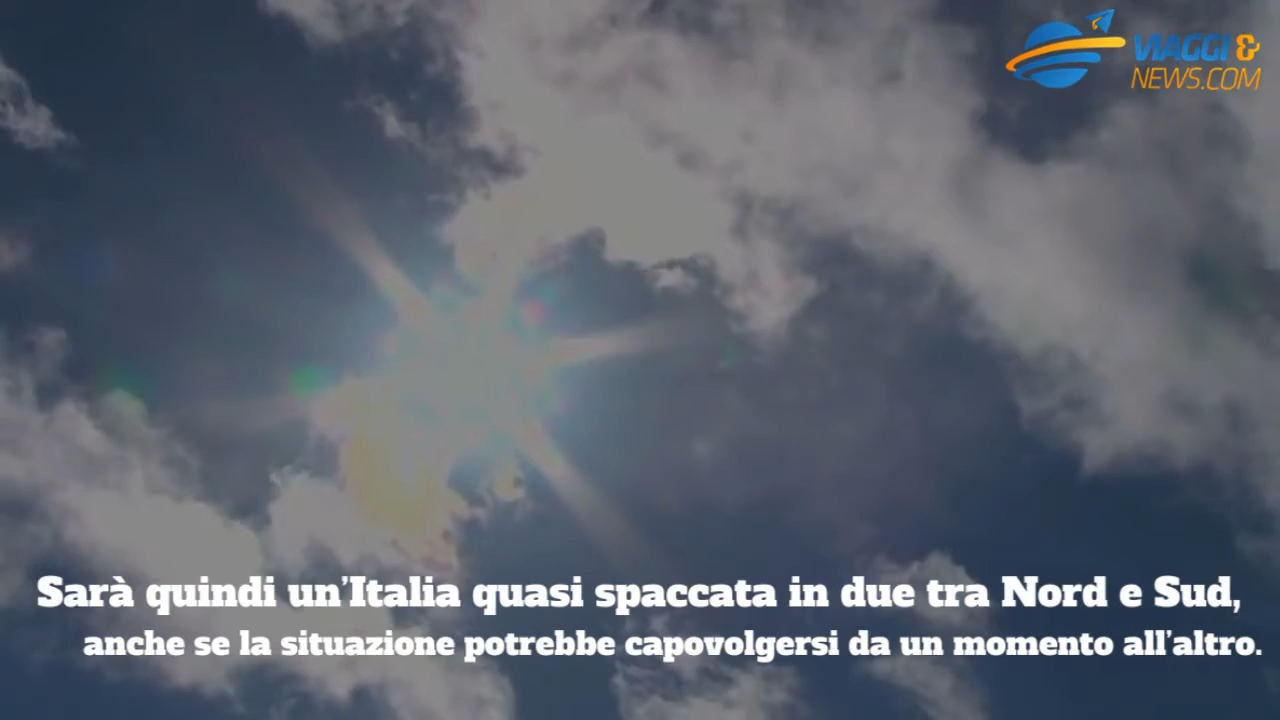 VIAGGI &
NEWS.COM
Sarà quindi un’Italia quasi spaccata in due tra Nord e Sud,
anche se la situazione potrebbe capovolgersi da un momento all’altro.